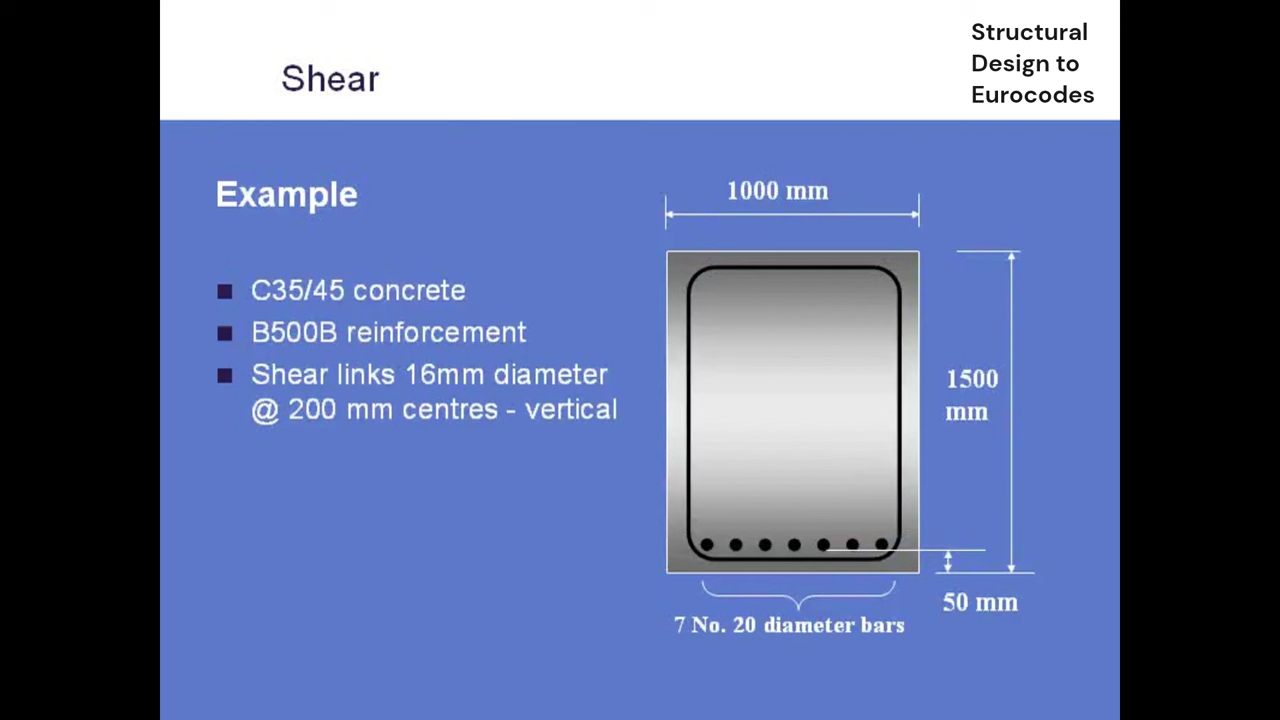 Structural
Design to
Eurocodes
Shear
Example
C35/45 concrete
B500B reinforcement
Shear links 16mm diameter
@ 200 mm centres - vertical
1000 mm
1500
mm
50 mm
7 No. 20 diameter bars